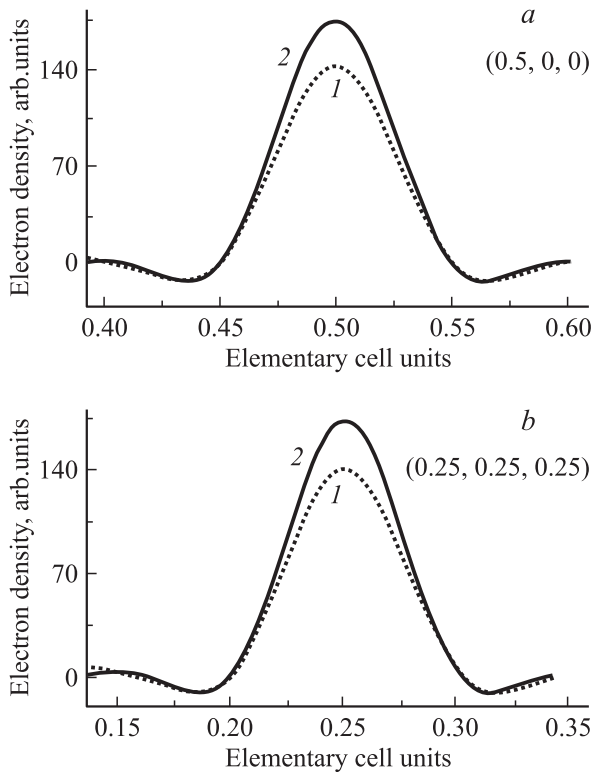 a
(0.5, 0, 0)
2
1
140
70
0
Electron density, arb.units
0.40 0.45 0.50 0.55 0.60
Elementary cell units
b
(0.25, 0.25, 0.25)
2
1
140
70
0
Electron density, arb.units
0.15 0.20 0.25 0.30 0.35
Elementary cell units